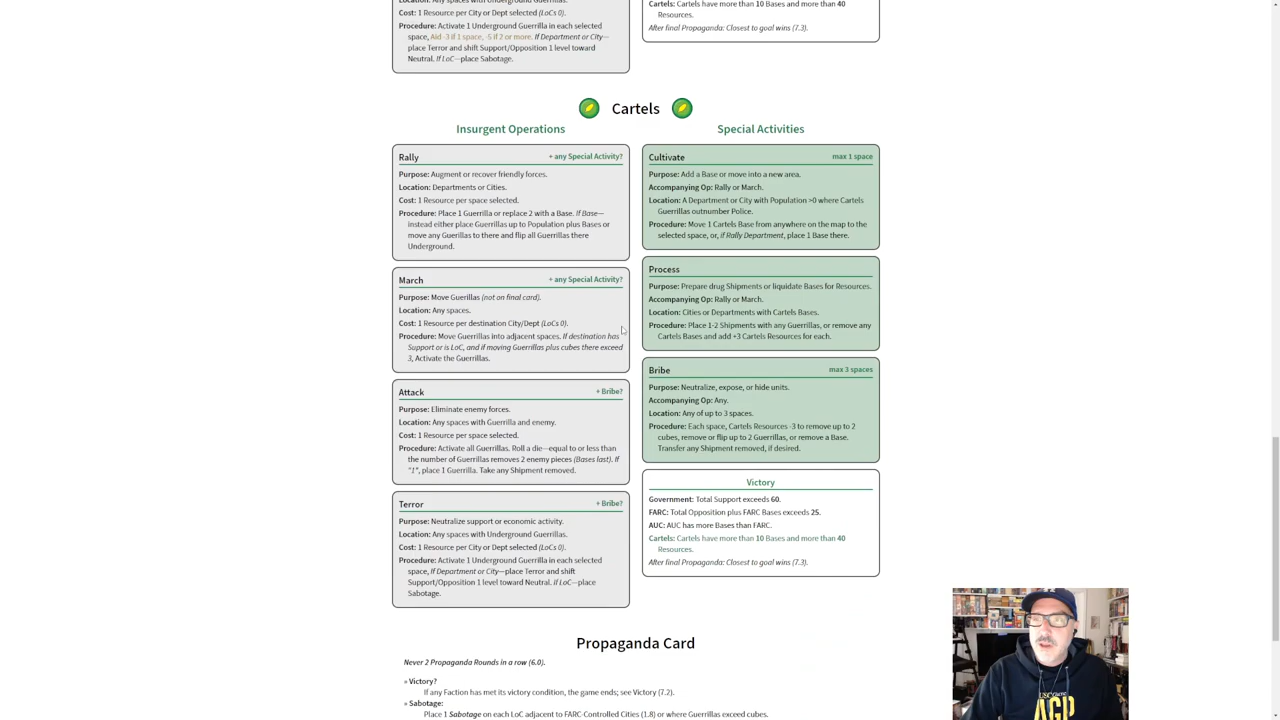 Cost: 1 Resource per City or Dept selected (LoCs 0).
Procedure: Activate 1 Underground Guerrilla in each selected
space, Aid -3 if 1 space, -5 if 2 or more. If Department or City—
place Terror and shift Support/Opposition 1 level toward
Neutral. If LoC—place Sabotage.
Cartels: Cartels have more than 10 Bases and more than 40
Resources.
After final Propaganda: Closest to goal wins (7.3).
Cartels
Insurgent Operations
Rally + any Special Activity?
Purpose: Augment or recover friendly forces.
Location: Departments or Cities.
Cost: 1 Resource per space selected.
Procedure: Place 1 Guerrilla or replace 2 with a Base. If Base—
instead either place Guerrillas up to Population plus Bases or
move any Guerillas to there and flip all Guerrillas there
Underground.
March + any Special Activity?
Purpose: Move Guerillas (not on final card).
Location: Any spaces.
Cost: 1 Resource per destination City/Dept (LoCs 0).
Procedure: Move Guerrillas into adjacent spaces. If destination has
Support or is LoC, and if moving Guerrillas plus cubes there exceed
3, Activate the Guerrillas.
Attack + Bribe?
Purpose: Eliminate enemy forces.
Location: Any spaces with Guerrilla and enemy.
Cost: 1 Resource per space selected.
Procedure: Activate all Guerrillas. Roll a die—equal to or less than
the number of Guerrillas removes 2 enemy pieces (Bases last). If
"1", place 1 Guerrilla. Take any Shipment removed.
Terror + Bribe?
Purpose: Neutralize support or economic activity.
Location: Any spaces with Underground Guerrillas.
Cost: 1 Resource per City or Dept selected (LoCs 0).
Procedure: Activate 1 Underground Guerrilla in each selected
space, If Department or City—place Terror and shift
Support/Opposition 1 level toward Neutral. If LoC—place
Sabotage.
Special Activities
Cultivate max 1 space
Purpose: Add a Base or move into a new area.
Accompanying Op: Rally or March.
Location: A Department or City with Population >0 where Cartels
Guerrillas outnumber Police.
Procedure: Move 1 Cartels Base from anywhere on the map to the
selected space, or, if Rally Department, place 1 Base there.
Process
Purpose: Prepare drug Shipments or liquidate Bases for Resources.
Accompanying Op: Rally or March.
Location: Cities or Departments with Cartels Bases.
Procedure: Place 1-2 Shipments with any Guerrillas, or remove any
Cartels Bases and add +3 Cartels Resources for each.
Bribe max 3 spaces
Purpose: Neutralize, expose, or hide units.
Accompanying Op: Any.
Location: Any of up to 3 spaces.
Procedure: Each space, Cartels Resources -3 to remove up to 2
cubes, remove or flip up to 2 Guerrillas, or remove a Base.
Transfer any Shipment removed, if desired.
Victory
Government: Total Support exceeds 60.
FARC: Total Opposition plus FARC Bases exceeds 25.
AUC: AUC has more Bases than FARC.
Cartels: Cartels have more than 10 Bases and more than 40
Resources.
After final Propaganda: Closest to goal wins (7.3).
Propaganda Card
Never 2 Propaganda Rounds in a row (6.0).
» Victory?
If any Faction has met its victory condition, the game ends; see Victory (7.2).
» Sabotage:
Place 1 Sabotage on each LoC adjacent to FARC-Controlled Cities (1.8) or where Guerrillas exceed cubes.
AGP